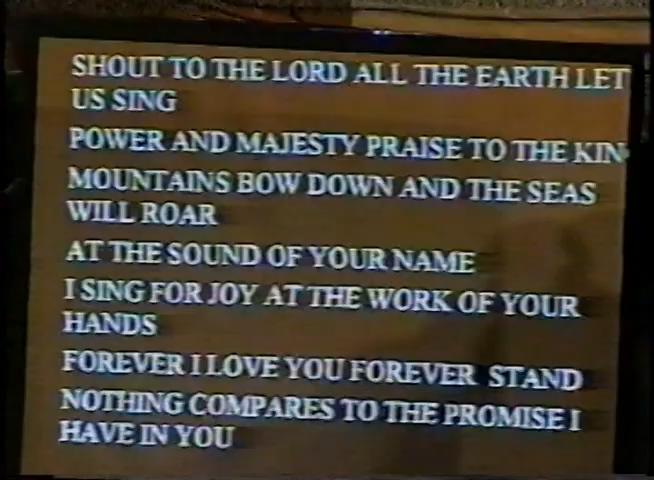 SHOUT TO THE LORD ALL THE EARTH LET
US SING
POWER AND MAJESTY PRAISE TO THE KIN
MOUNTAINS BOW DOWN AND THE SEAS
WILL ROAR
AT THE SOUND OF YOUR NAME
I SING FOR JOY AT THE WORK OF YOUR
HANDS
FOREVER I LOVE YOU FOREVER STAND
NOTHING COMPARES TO THE PROMISE I
HAVE IN YOU